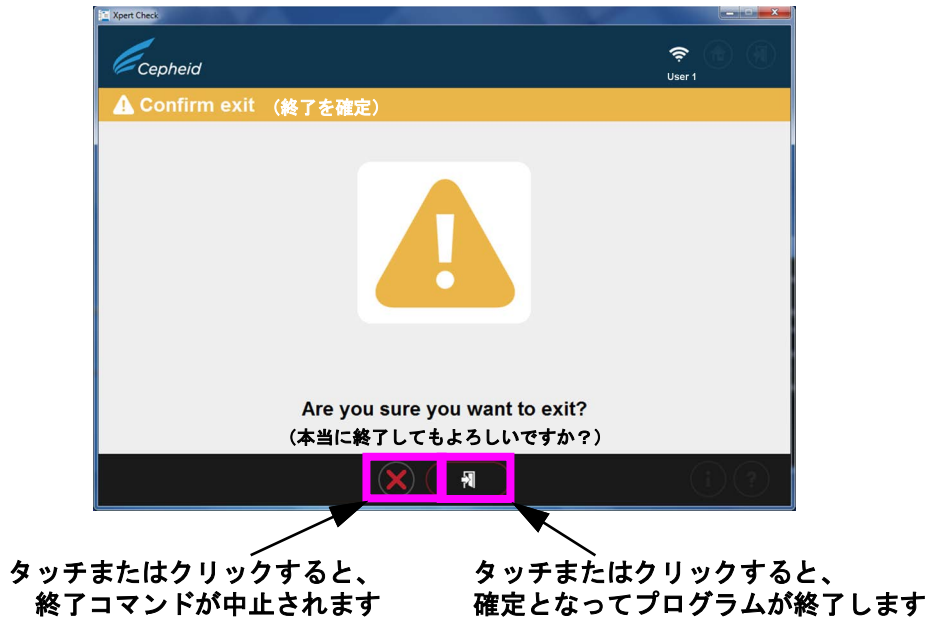 Xpert Check
Cepheid
User 1
Confirm exit （終了を確定）
Are you sure you want to exit?
（本当に終了してもよろしいですか？）
タッチまたはクリックすると、
終了コマンドが中止されます
タッチまたはクリックすると、
確定となってプログラムが終了します